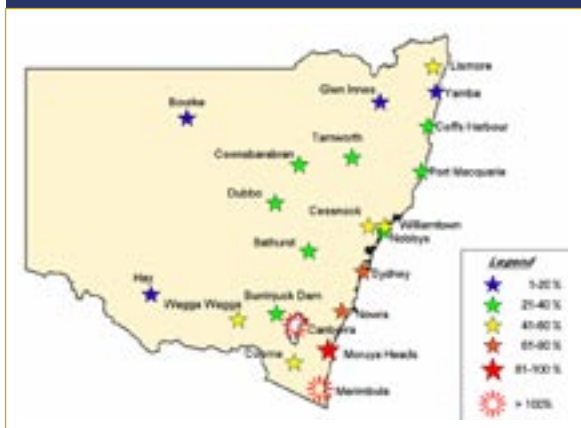 Lismore
Glen Innes
Yamba
Bourke
Coffs Harbour
Tamworth
Coonabarabran
Port Macquarie
Dubbo
Cessnock
Williamtown
Nobbys
Bathurst
Sydney
Legend
Hay
1-20 %
Burrinjuck Dam
21-40 %
Wagga Wagga
Nowra
41-60 %
Canberra
61-80 %
Cooma
Moruya Heads
81-100 %
Merimbula
> 100%